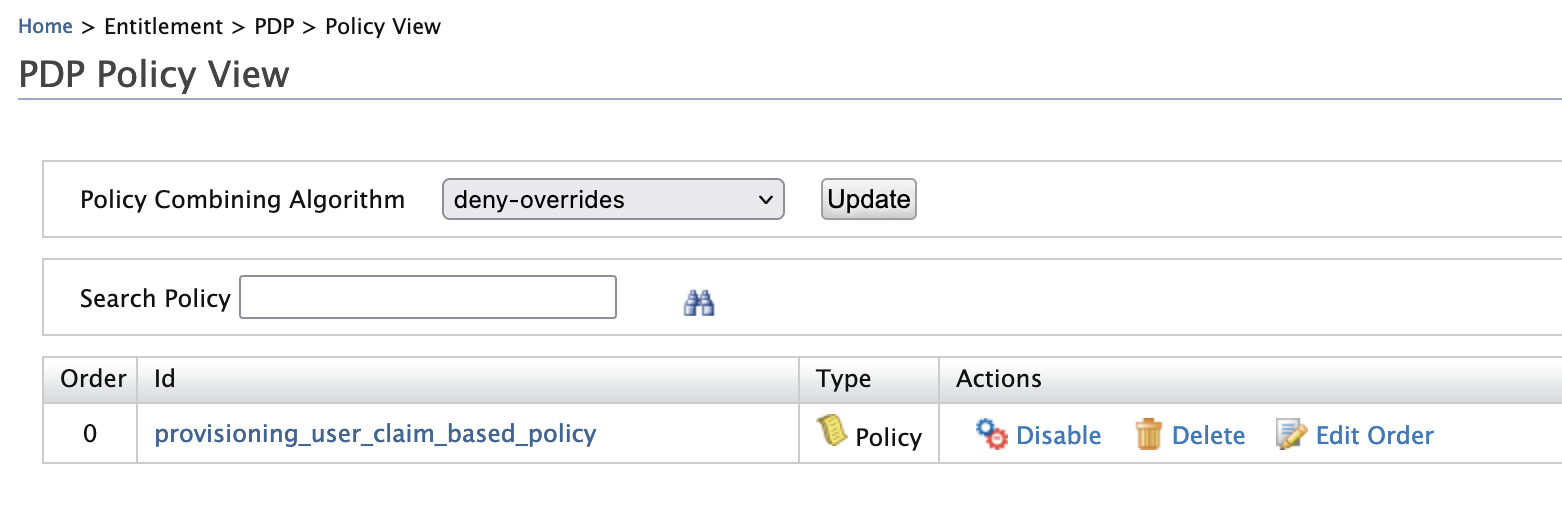 Home > Entitlement > PDP > Policy View
PDP Policy View
Policy Combining Algorithm deny-overrides Update
Search Policy
Order Id Type Actions
0 provisioning_user_claim_based_policy Policy Disable Delete Edit Order